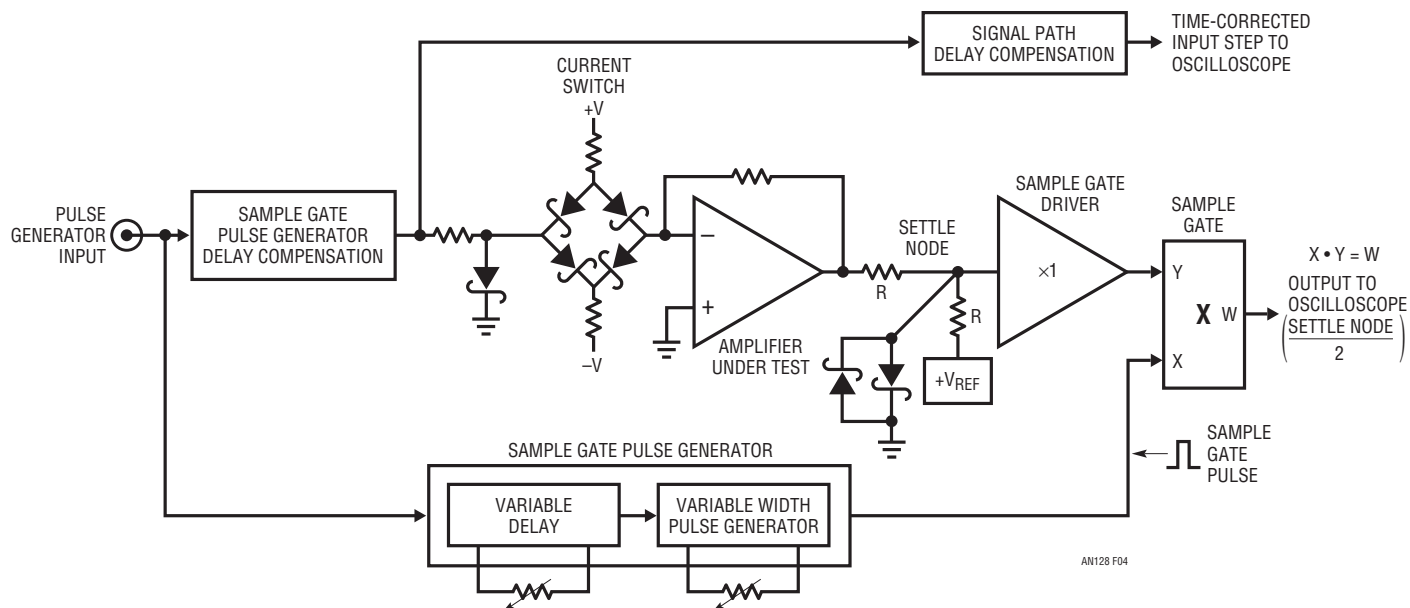 TIME-CORRECTED
INPUT STEP TO
OSCILLOSCOPE
SIGNAL PATH
DELAY COMPENSATION
CURRENT
SWITCH
+V
PULSE
GENERATOR
INPUT
SAMPLE GATE
PULSE GENERATOR
DELAY COMPENSATION
–V
–
+
AMPLIFIER
UNDER TEST
R
SETTLE
NODE
R
+VREF
SAMPLE GATE
DRIVER
×1
SAMPLE
GATE
Y
X W
X
X • Y = W
OUTPUT TO
OSCILLOSCOPE
(SETTLE NODE
2)
SAMPLE
GATE
PULSE
SAMPLE GATE PULSE GENERATOR
VARIABLE
DELAY
VARIABLE WIDTH
PULSE GENERATOR
AN128 F04